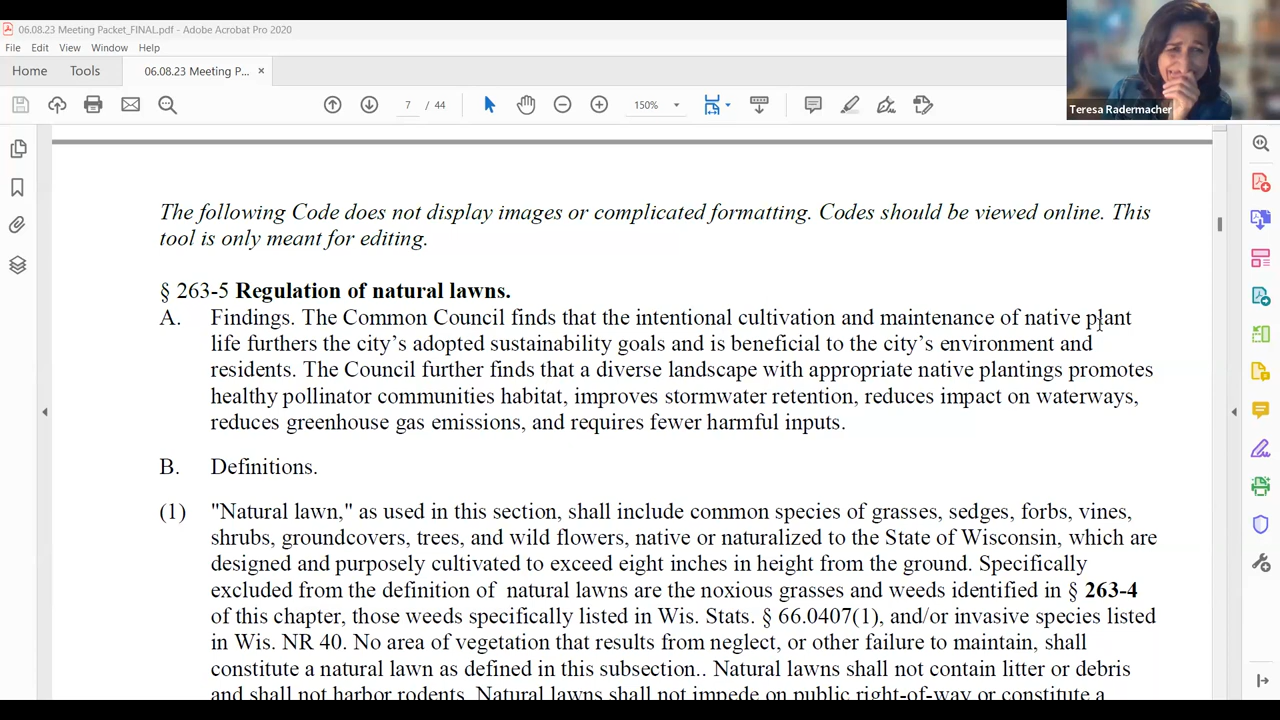 06.08.23 Meeting Packet_FINAL.pdf - Adobe Acrobat Pro 2020
File Edit View Window Help
Home Tools 06.08.23 Meeting P... ×
7 / 44 150%
Teresa Radermacher
The following Code does not display images or complicated formatting. Codes should be viewed online. This
tool is only meant for editing.
§ 263-5 Regulation of natural lawns.
A. Findings. The Common Council finds that the intentional cultivation and maintenance of native plant
life furthers the city's adopted sustainability goals and is beneficial to the city's environment and
residents. The Council further finds that a diverse landscape with appropriate native plantings promotes
healthy pollinator communities habitat, improves stormwater retention, reduces impact on waterways,
reduces greenhouse gas emissions, and requires fewer harmful inputs.
B. Definitions.
(1) "Natural lawn," as used in this section, shall include common species of grasses, sedges, forbs, vines,
shrubs, groundcovers, trees, and wild flowers, native or naturalized to the State of Wisconsin, which are
designed and purposely cultivated to exceed eight inches in height from the ground. Specifically
excluded from the definition of natural lawns are the noxious grasses and weeds identified in § 263-4
of this chapter, those weeds specifically listed in Wis. Stats. § 66.0407(1), and/or invasive species listed
in Wis. NR 40. No area of vegetation that results from neglect, or other failure to maintain, shall
constitute a natural lawn as defined in this subsection.. Natural lawns shall not contain litter or debris
and shall not harbor rodents. Natural lawns shall not impede on public right-of-way or constitute a